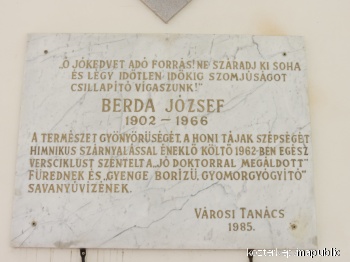 „Ó JÓKEDVET ADÓ FORRÁS! NE SZÁRADJ KI SOHA
ÉS LÉGY IDŐTLEN-IDŐKIG SZOMJÚSÁGOT
CSILLAPÍTÓ VIGASZUNK!"
BERDA JÓZSEF
1902 – 1966
A TERMÉSZET GYÖNYÖRŰSÉGÉT, A HONI TÁJAK SZÉPSÉGÉT
HIMNIKUS SZÁRNYALÁSSAL ÉNEKLŐ KÖLTŐ 1962-BEN EGÉSZ
VERSCIKLUST SZENTELT A „JÓ DOKTORRAL MEGÁLDOTT"
FÜREDNEK ÉS „GYENGE BORÍZŰ, GYOMORGYÓGYÍTÓ"
SAVANYÚVIZÉNEK.
VÁROSI TANÁCS
1985.
mapublic